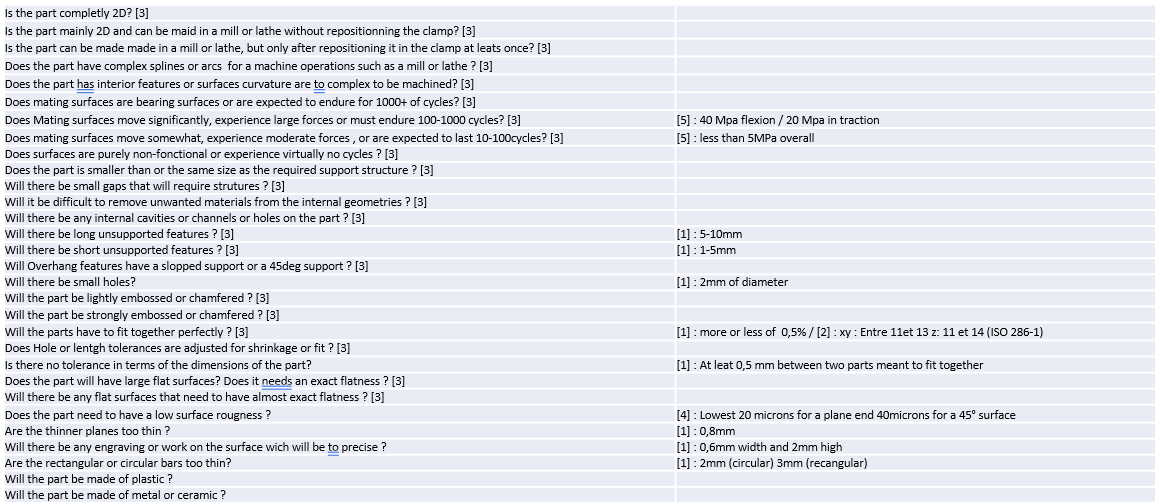 Is the part completly 2D? [3]
Is the part mainly 2D and can be maid in a mill or lathe without repositionning the clamp? [3]
Is the part can be made made in a mill or lathe, but only after repositioning it in the clamp at leats once? [3]
Does the part have complex splines or arcs for a machine operations such as a mill or lathe ? [3]
Does the part has interior features or surfaces curvature are to complex to be machined? [3]
Does mating surfaces are bearing surfaces or are expected to endure for 1000+ of cycles? [3]
Does Mating surfaces move significantly, experience large forces or must endure 100-1000 cycles? [3] [5] : 40 Mpa flexion / 20 Mpa in traction
Does mating surfaces move somewhat, experience moderate forces , or are expected to last 10-100cycles? [3] [5] : less than 5MPa overall
Does surfaces are purely non-fonctional or experience virtually no cycles ? [3]
Does the part is smaller than or the same size as the required support structure ? [3]
Will there be small gaps that will require strutures ? [3]
Will it be difficult to remove unwanted materials from the internal geometries ? [3]
Will there be any internal cavities or channels or holes on the part ? [3]
Will there be long unsupported features ? [3] [1] : 5-10mm
Will there be short unsupported features ? [3] [1] : 1-5mm
Will Overhang features have a slopped support or a 45deg support ? [3]
Will there be small holes? [1] : 2mm of diameter
Will the part be lightly embossed or chamfered ? [3]
Will the part be strongly embossed or chamfered ? [3]
Will the parts have to fit together perfectly ? [3] [1] : more or less of 0,5% / [2] : xy : Entre 11et 13 z: 11 et 14 (ISO 286-1)
Does Hole or lentgh tolerances are adjusted for shrinkage or fit ? [3]
Is there no tolerance in terms of the dimensions of the part? [1] : At leat 0,5 mm between two parts meant to fit together
Does the part will have large flat surfaces? Does it needs an exact flatness ? [3]
Will there be any flat surfaces that need to have almost exact flatness ? [3]
Does the part need to have a low surface rougness ? [4] : Lowest 20 microns for a plane end 40microns for a 45° surface
Are the thinner planes too thin ? [1] : 0,8mm
Will there be any engraving or work on the surface wich will be to precise ? [1] : 0,6mm width and 2mm high
Are the rectangular or circular bars too thin? [1] : 2mm (circular) 3mm (recangular)
Will the part be made of plastic ?
Will the part be made of metal or ceramic ?